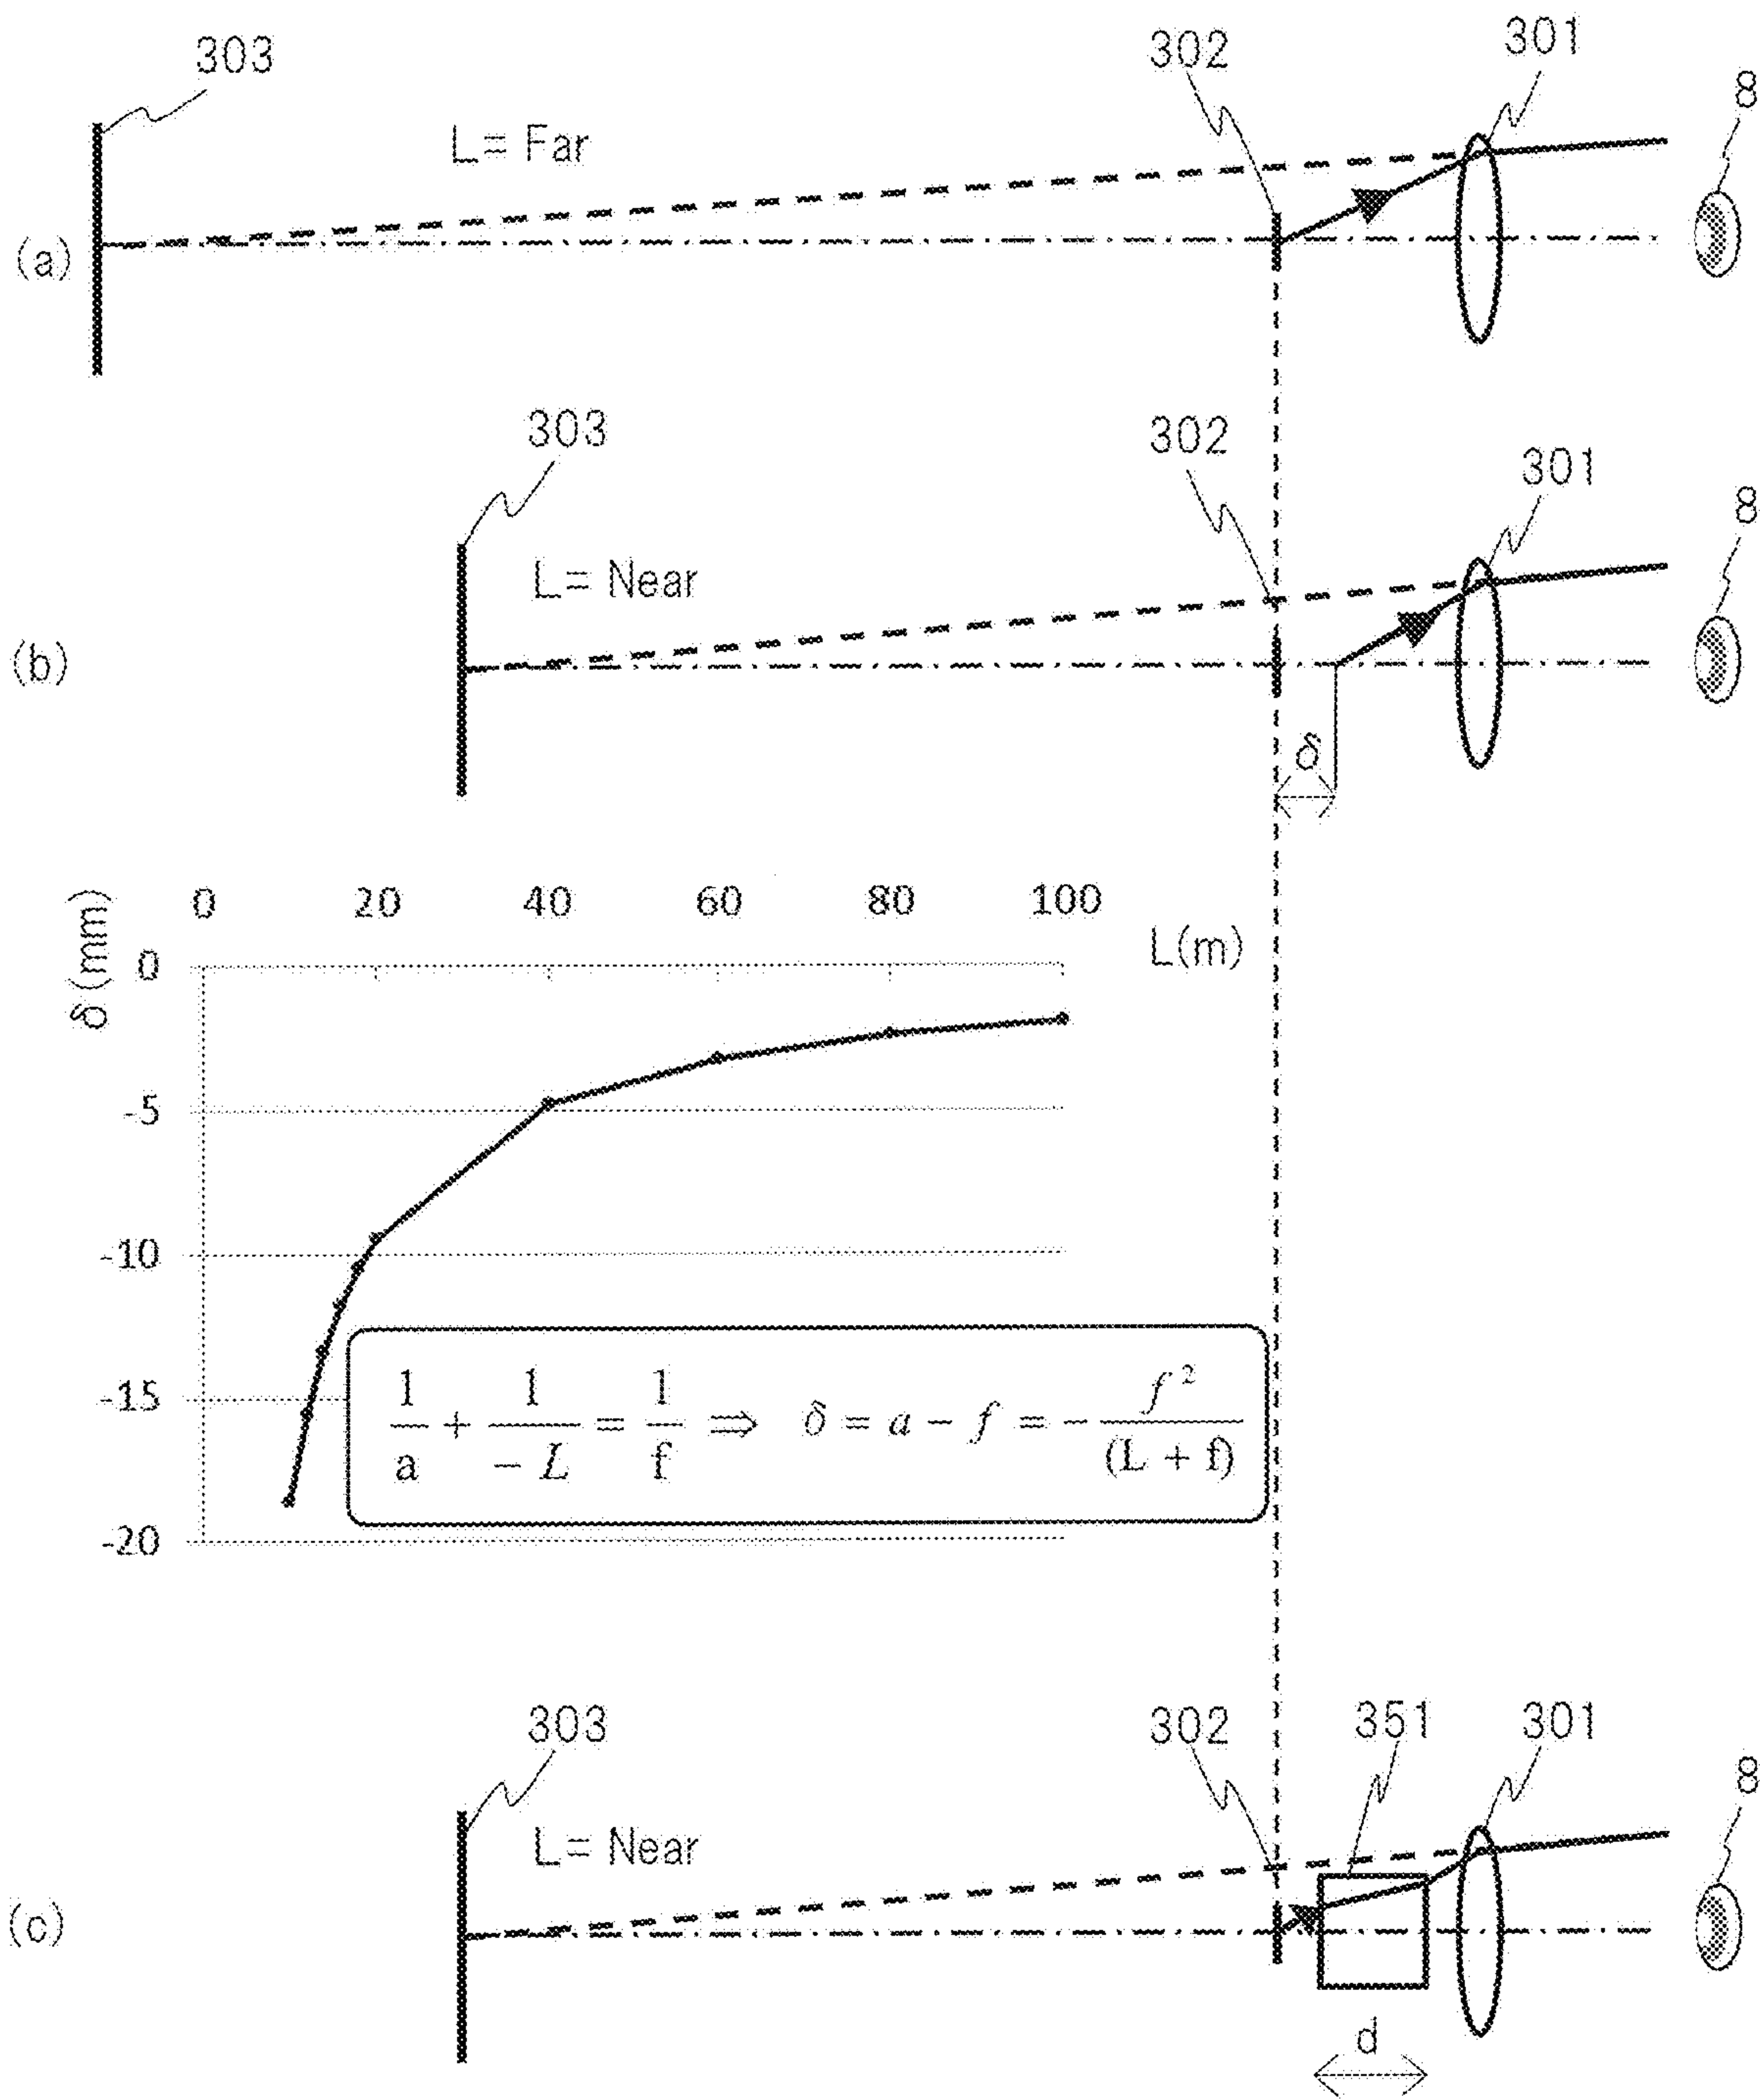 303
302
301
8
L= Far
(a)
303
302
301
8
L= Near
(b)
δ
0 20 40 60 80 100
L(m)
δ (mm)
0
-5
-10
-15
-20
1/a + 1/-L = 1/f ⇒ δ = a - f = - f²/(L + f)
303
302
351
301
8
L= Near
(c)
d